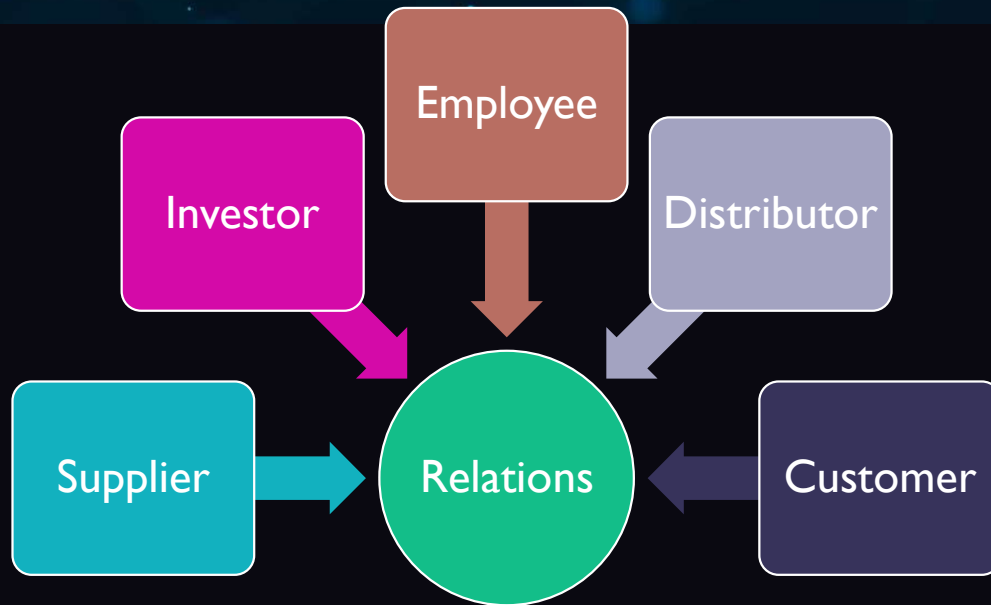 Employee
Investor
Distributor
Supplier
Relations
Customer